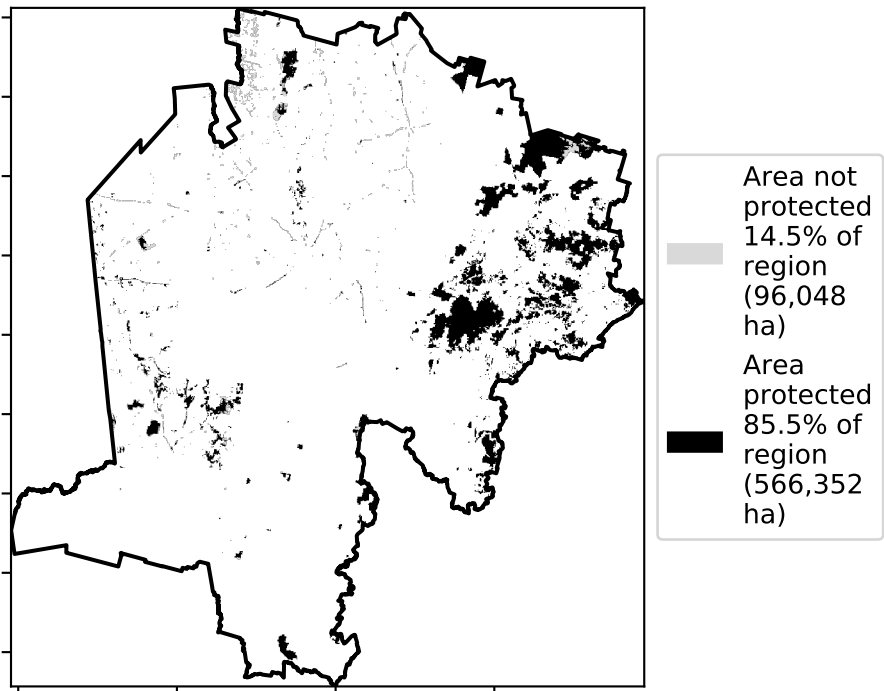 Area not
protected
14.5% of
region
(96,048
ha)
Area
protected
85.5% of
region
(566,352
ha)